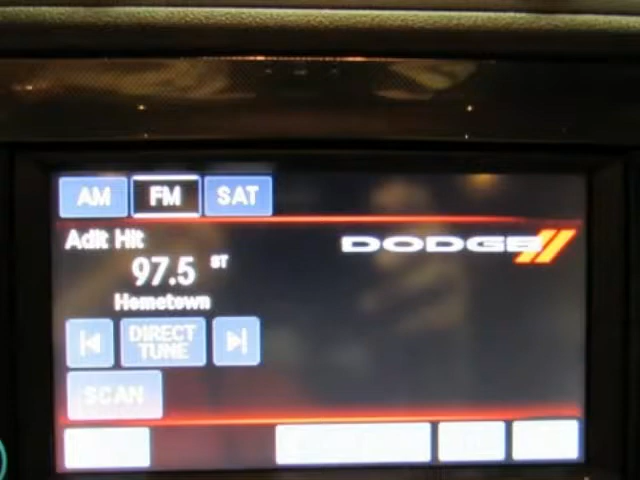 AM FM SAT
Adlt Hit
DODGE
97.5 ST
Hometown
DIRECT
TUNE
SCAN